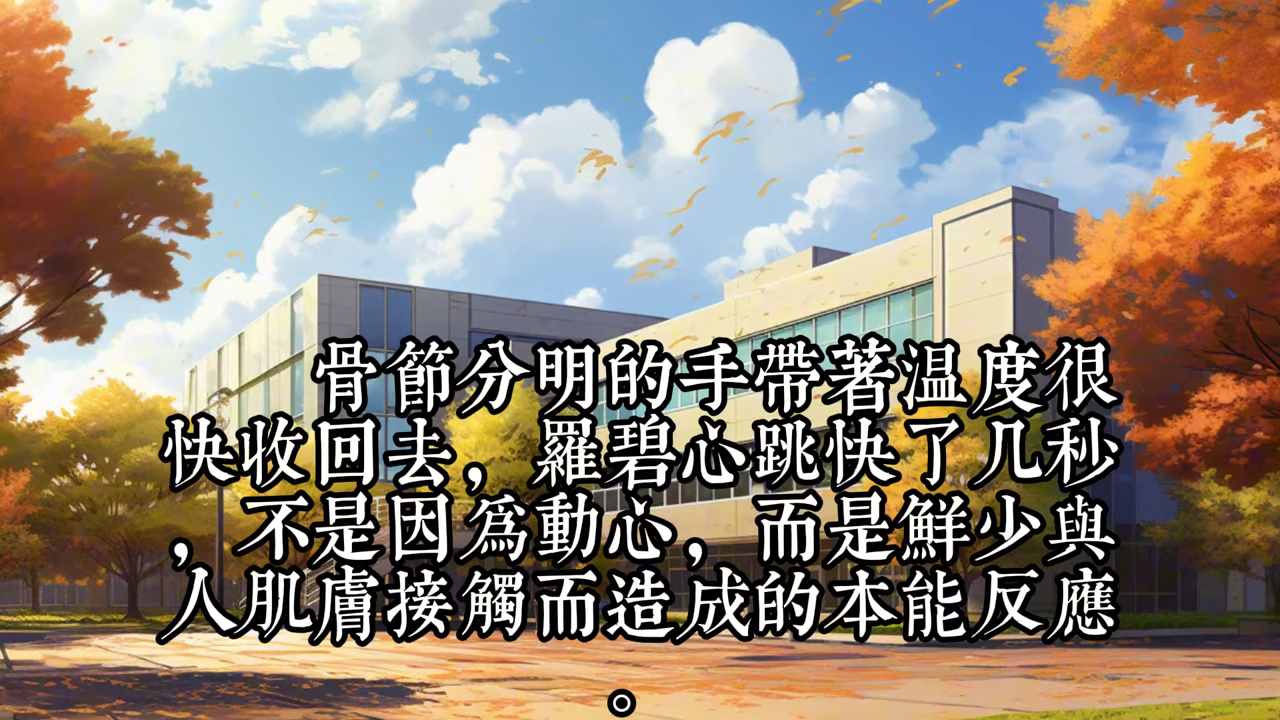 骨節分明的手帶著温度很
快收回去，羅碧心跳快了几秒
，不是因爲動心，而是鮮少與
人肌膚接觸而造成的本能反應
。